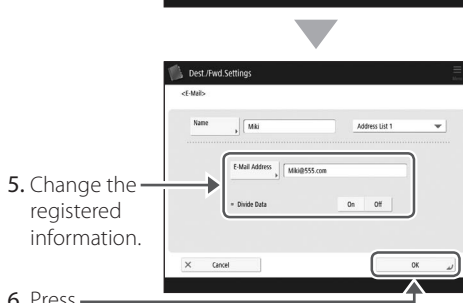 Dest./Fwd.Settings
<E-Mail>
Name
Miki
Address List 1
E-Mail Address
Miki@555.com
Divide Data
On
Off
5. Change the
registered
information.
× Cancel
OK
6. Press